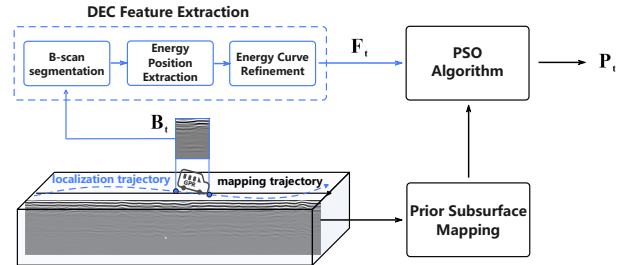 DEC Feature Extraction
B-scan
segmentation
Energy
Position
Extraction
Energy Curve
Refinement
F_t
PSO
Algorithm
P_t
B_t
localization trajectory
mapping trajectory
GPR
Prior Subsurface
Mapping